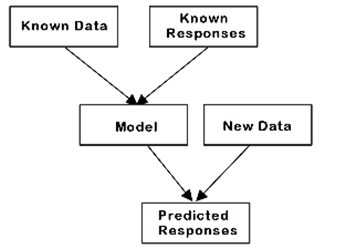 Known Data
Known
Responses
Model
New Data
Predicted
Responses